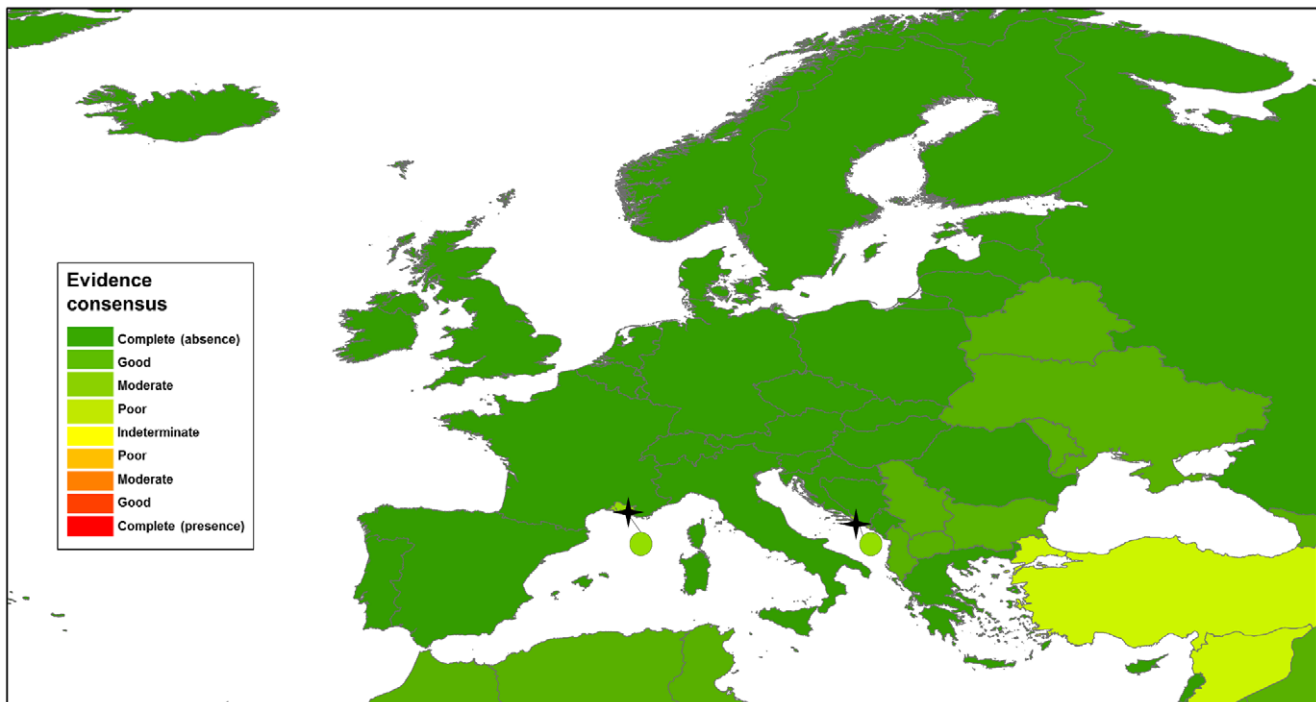 Evidence
consensus
Complete (absence)
Good
Moderate
Poor
Indeterminate
Poor
Moderate
Good
Complete (presence)